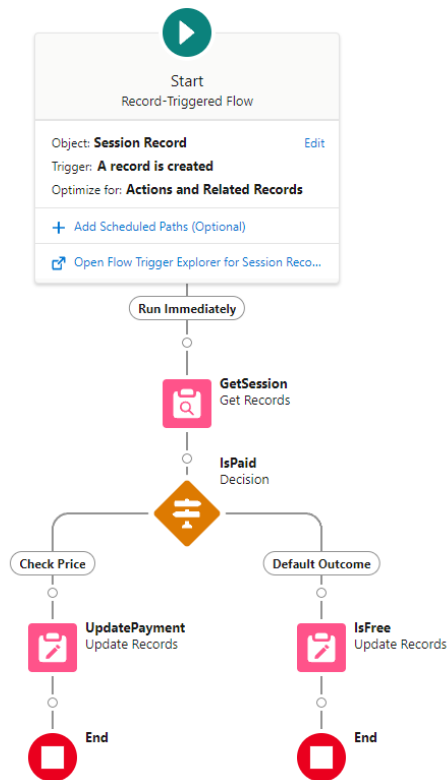 Start
Record-Triggered Flow
Object: Session Record Edit
Trigger: A record is created
Optimize for: Actions and Related Records
+ Add Scheduled Paths (Optional)
Open Flow Trigger Explorer for Session Reco...
Run Immediately
GetSession
Get Records
IsPaid
Decision
Check Price
Default Outcome
UpdatePayment
Update Records
IsFree
Update Records
End
End